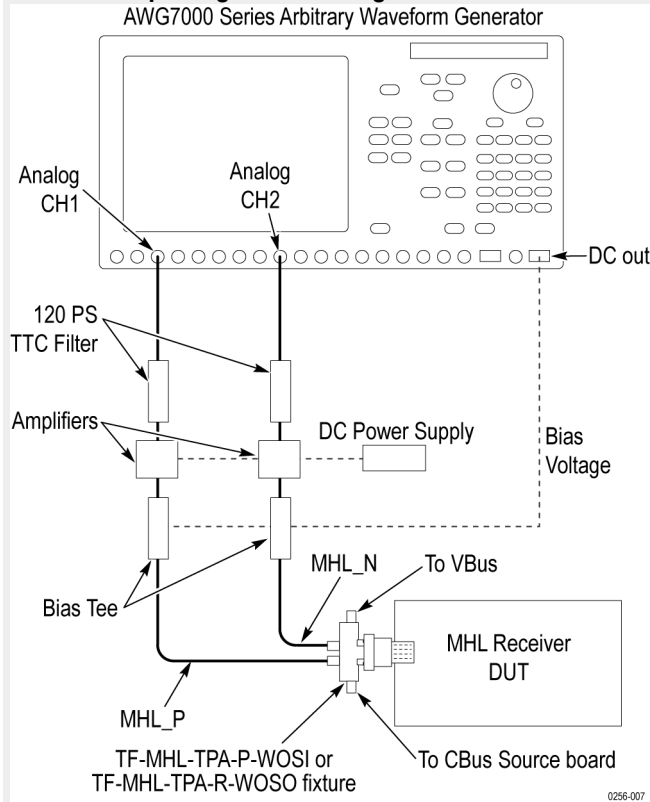 AWG7000 Series Arbitrary Waveform Generator
Analog
CH1
Analog
CH2
DC out
120 PS
TTC Filter
Amplifiers
DC Power Supply
Bias
Voltage
Bias Tee
MHL_N
To VBus
MHL Receiver
DUT
MHL_P
TF-MHL-TPA-P-WOSI or
TF-MHL-TPA-R-WOSO fixture
To CBus Source board
0256-007